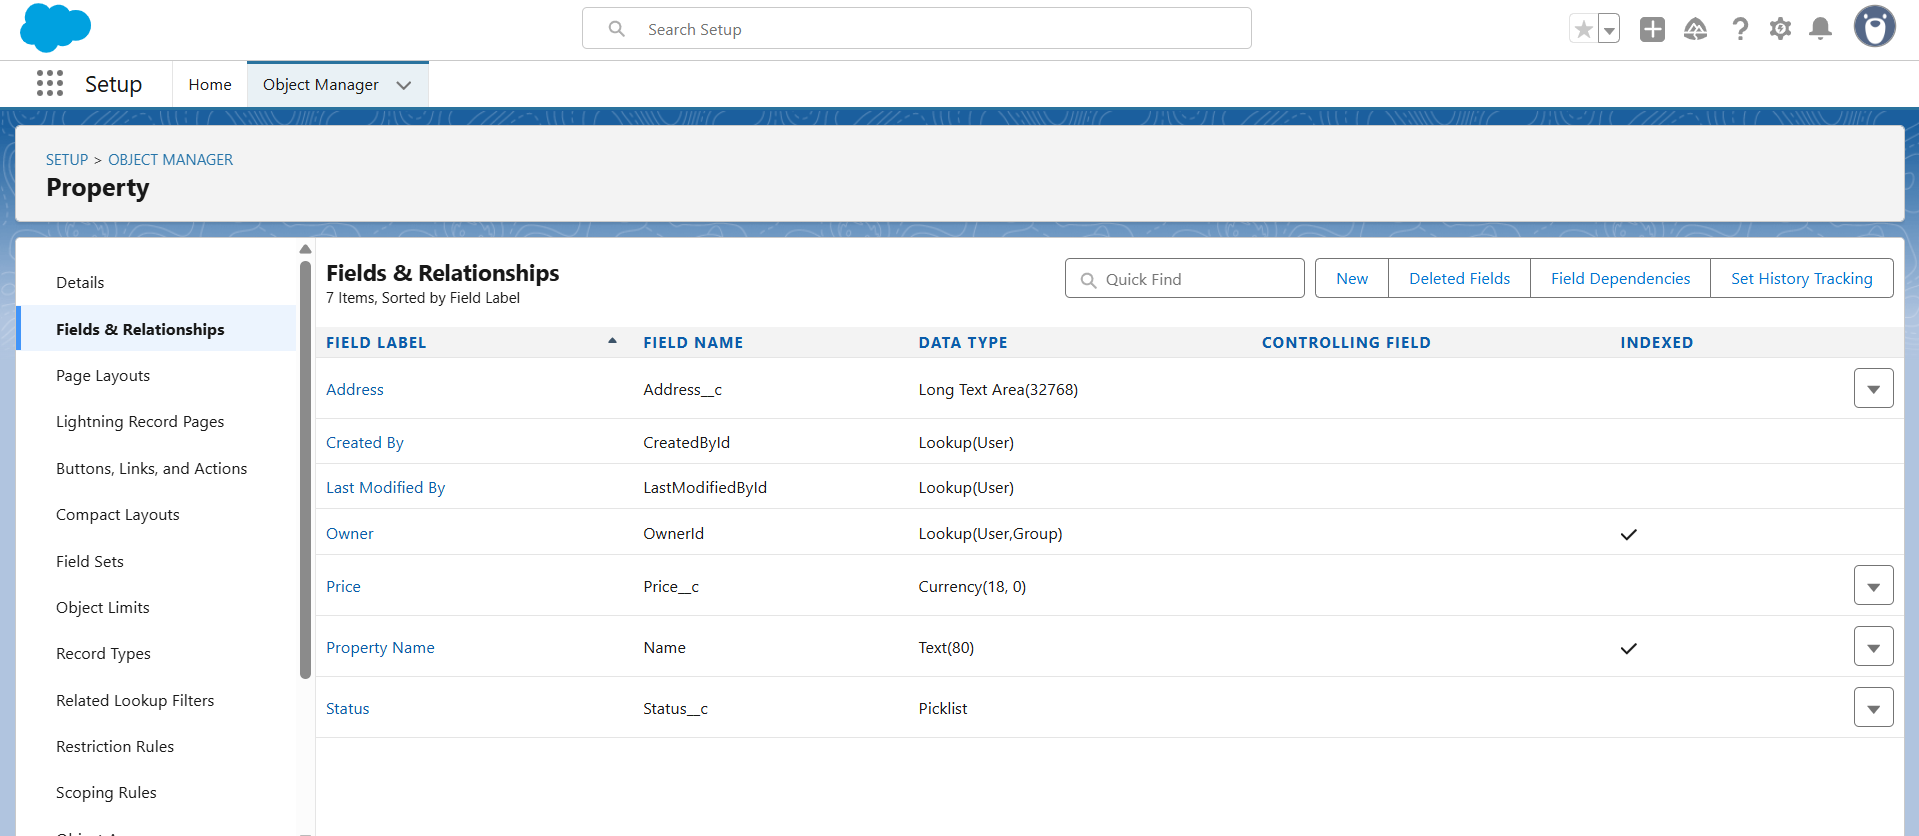 Search Setup
Setup
Home
Object Manager
SETUP > OBJECT MANAGER
Property
Details
Fields & Relationships
Page Layouts
Lightning Record Pages
Buttons, Links, and Actions
Compact Layouts
Field Sets
Object Limits
Record Types
Related Lookup Filters
Restriction Rules
Scoping Rules
Fields & Relationships
7 Items, Sorted by Field Label
Quick Find
New
Deleted Fields
Field Dependencies
Set History Tracking
FIELD LABEL FIELD NAME DATA TYPE CONTROLLING FIELD INDEXED
Address Address__c Long Text Area(32768)
Created By CreatedById Lookup(User)
Last Modified By LastModifiedById Lookup(User)
Owner OwnerId Lookup(User,Group)
Price Price__c Currency(18, 0)
Property Name Name Text(80)
Status Status__c Picklist